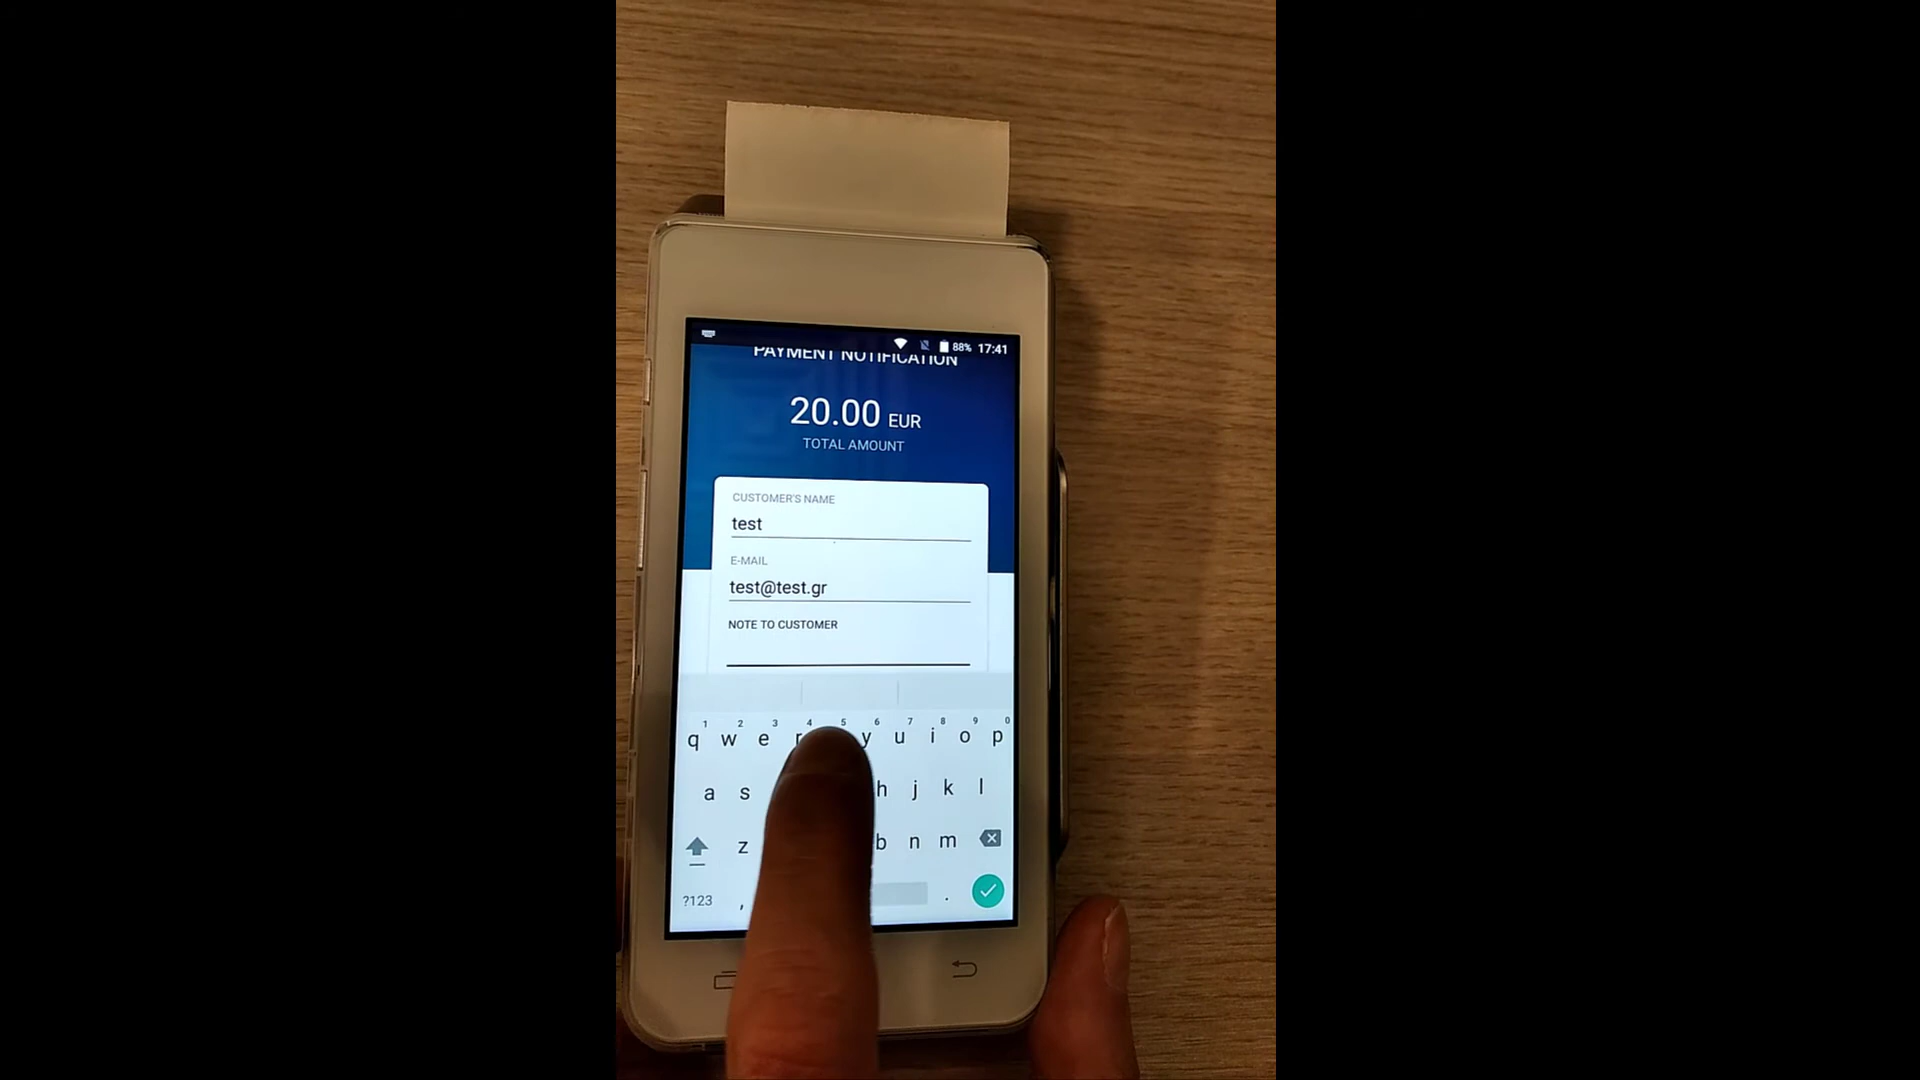 88% 17:41
PAYMENT NOTIFICATION
20.00 EUR
TOTAL AMOUNT
CUSTOMER'S NAME
test
E-MAIL
test@test.gr
NOTE TO CUSTOMER
1 2 3 4 5 6 7 8 9 0
q w e r y u i o p
a s h j k l
z b n m
?123 , .